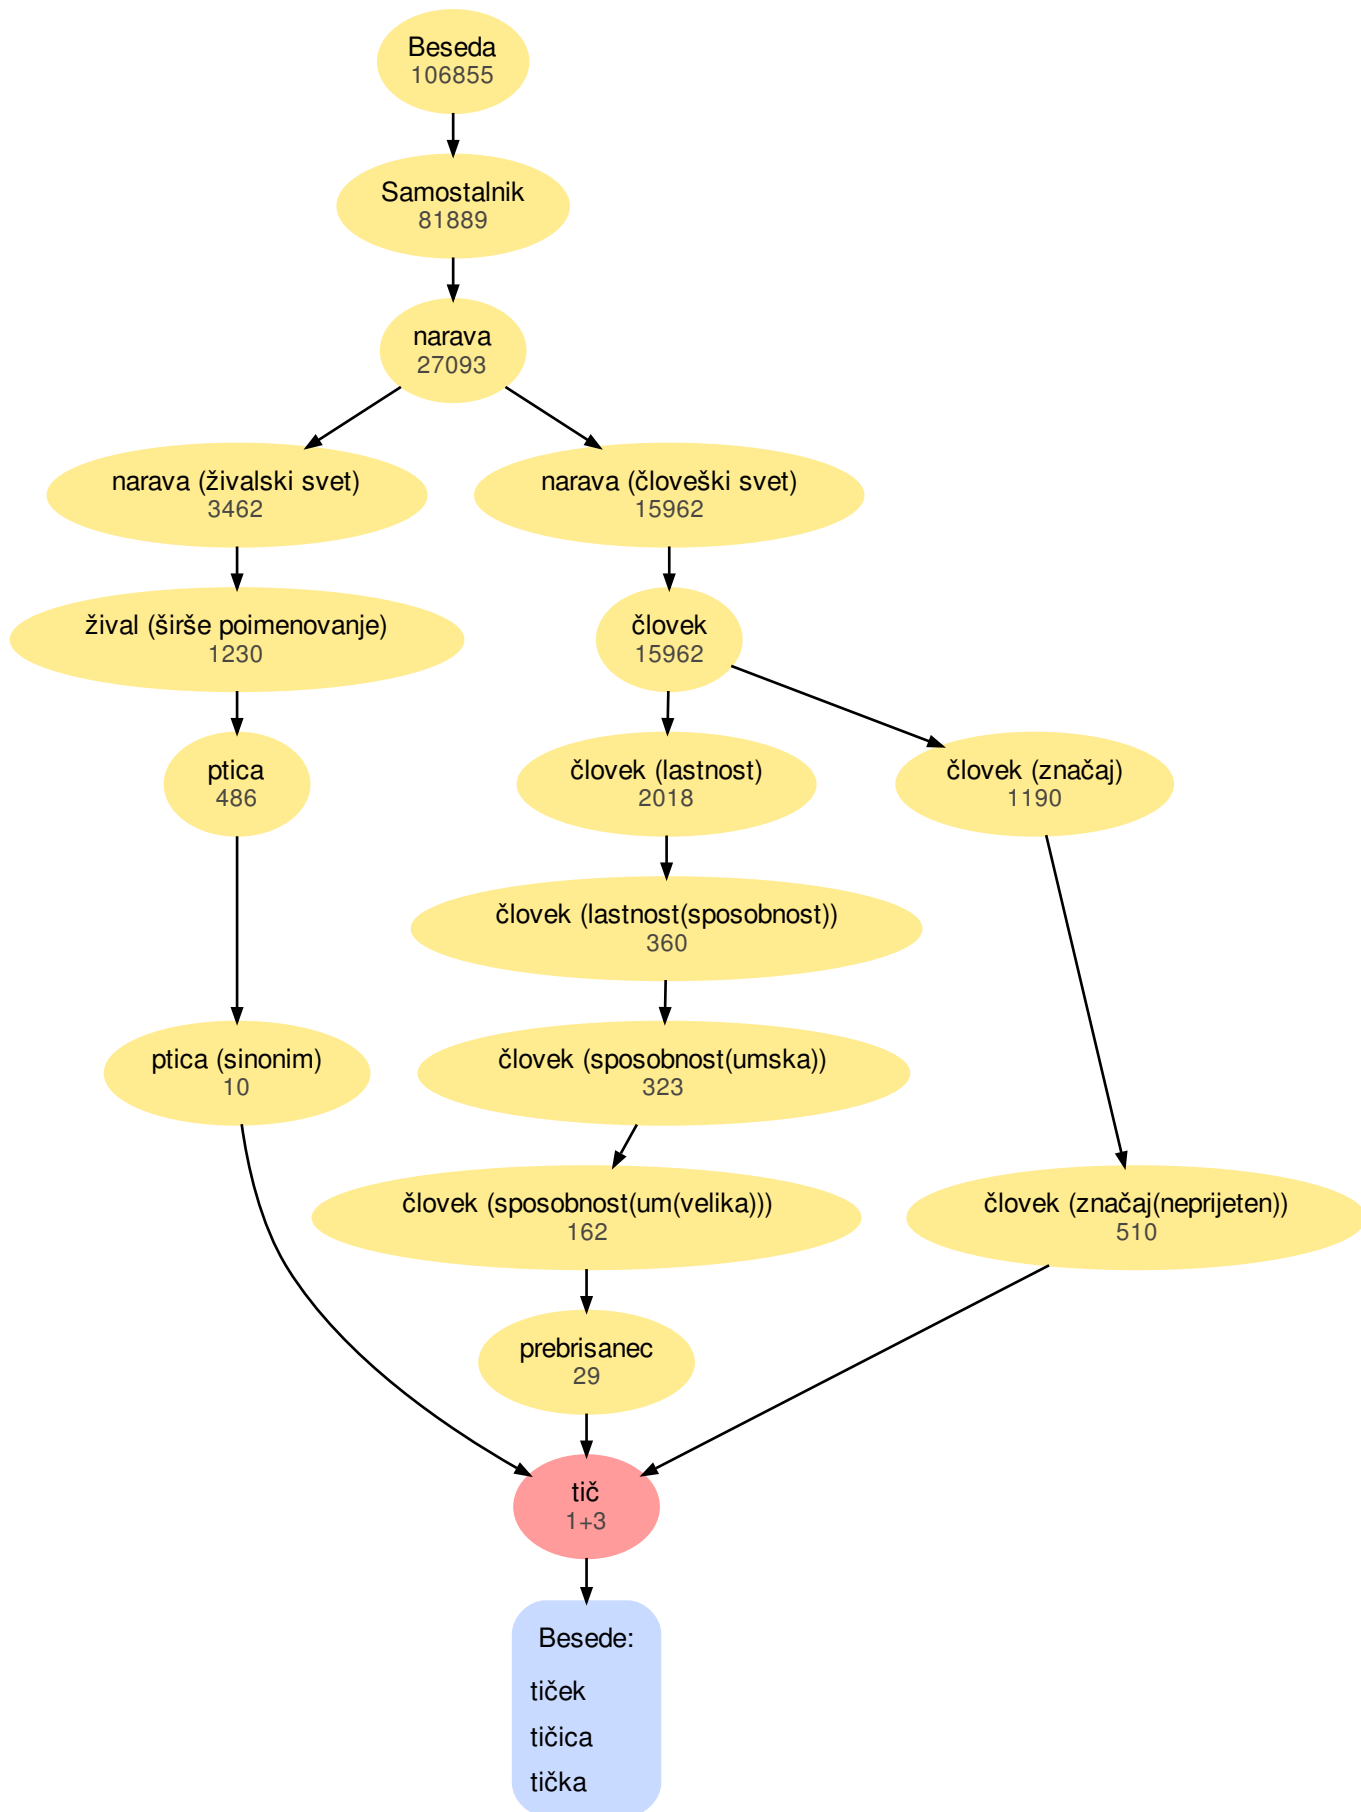 Beseda
106855
Samostalnik
81889
narava
27093
narava (živalski svet)
3462
narava (človeški svet)
15962
žival (širše poimenovanje)
1230
človek
15962
ptica
486
človek (lastnost)
2018
človek (značaj)
1190
človek (lastnost(sposobnost))
360
ptica (sinonim)
10
človek (sposobnost(umska))
323
človek (sposobnost(um(velika)))
162
človek (značaj(neprijeten))
510
prebrisanec
29
tič
1+3
Besede:
tiček
tičica
tička